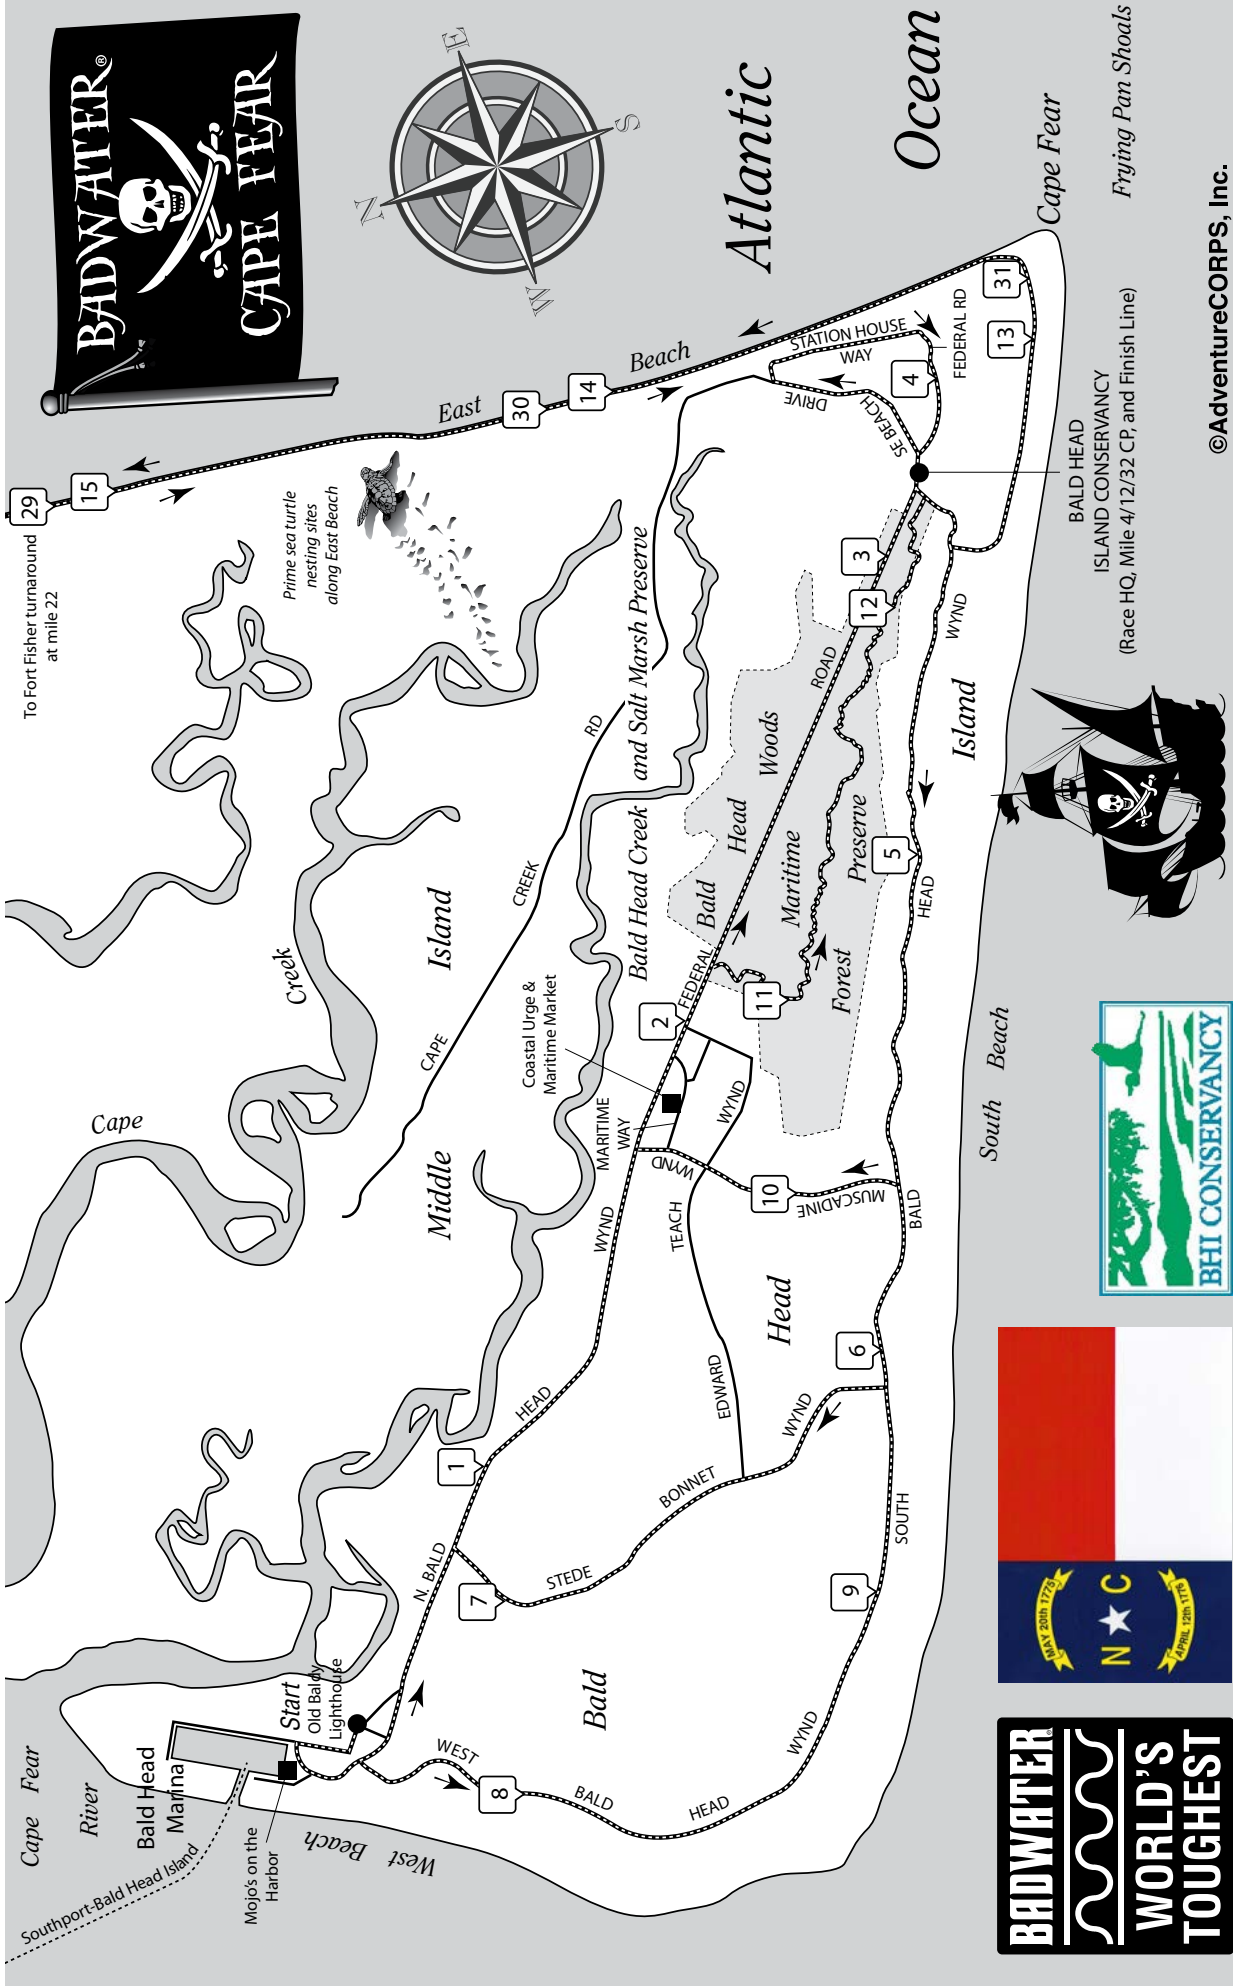 BADWATER®
CAPE FEAR
N
E
S
W
Atlantic
Ocean
Cape Fear
Frying Pan Shoals
©AdventureCORPS, Inc.
To Fort Fisher turnaround
at mile 22
29
15
East
30
14
Beach
31
13
Prime sea turtle
nesting sites
along East Beach
STATION HOUSE
WAY
FEDERAL RD
4
SE BEACH
DRIVE
BALD HEAD
ISLAND CONSERVANCY
(Race HQ, Mile 4/12/32 CP, and Finish Line)
3
12
ROAD
WYND
Island
HEAD
5
Bald Head Creek and Salt Marsh Preserve
Bald Head Woods
Maritime
Forest Preserve
11
FEDERAL
2
Coastal Urge &
Maritime Market
MARITIME
WAY
WYND
WYND
TEACH
10
MUSCADINE
BALD
South Beach
CAPE CREEK RD
Middle Island
Cape Creek
WYND
HEAD
N. BALD
1
Head
6
EDWARD
WYND
BONNET
STEDE
7
SOUTH
9
Bald
WYND
HEAD
BALD
WEST
8
Start
Old Baldy
Lighthouse
Bald Head
Marina
Cape Fear
River
Southport-Bald Head Island
Mojo's on the
Harbor
West Beach
BHI CONSERVANCY
MAY 20th 1775
N C
APRIL 12th 1776
BADWATER®
WORLD'S
TOUGHEST